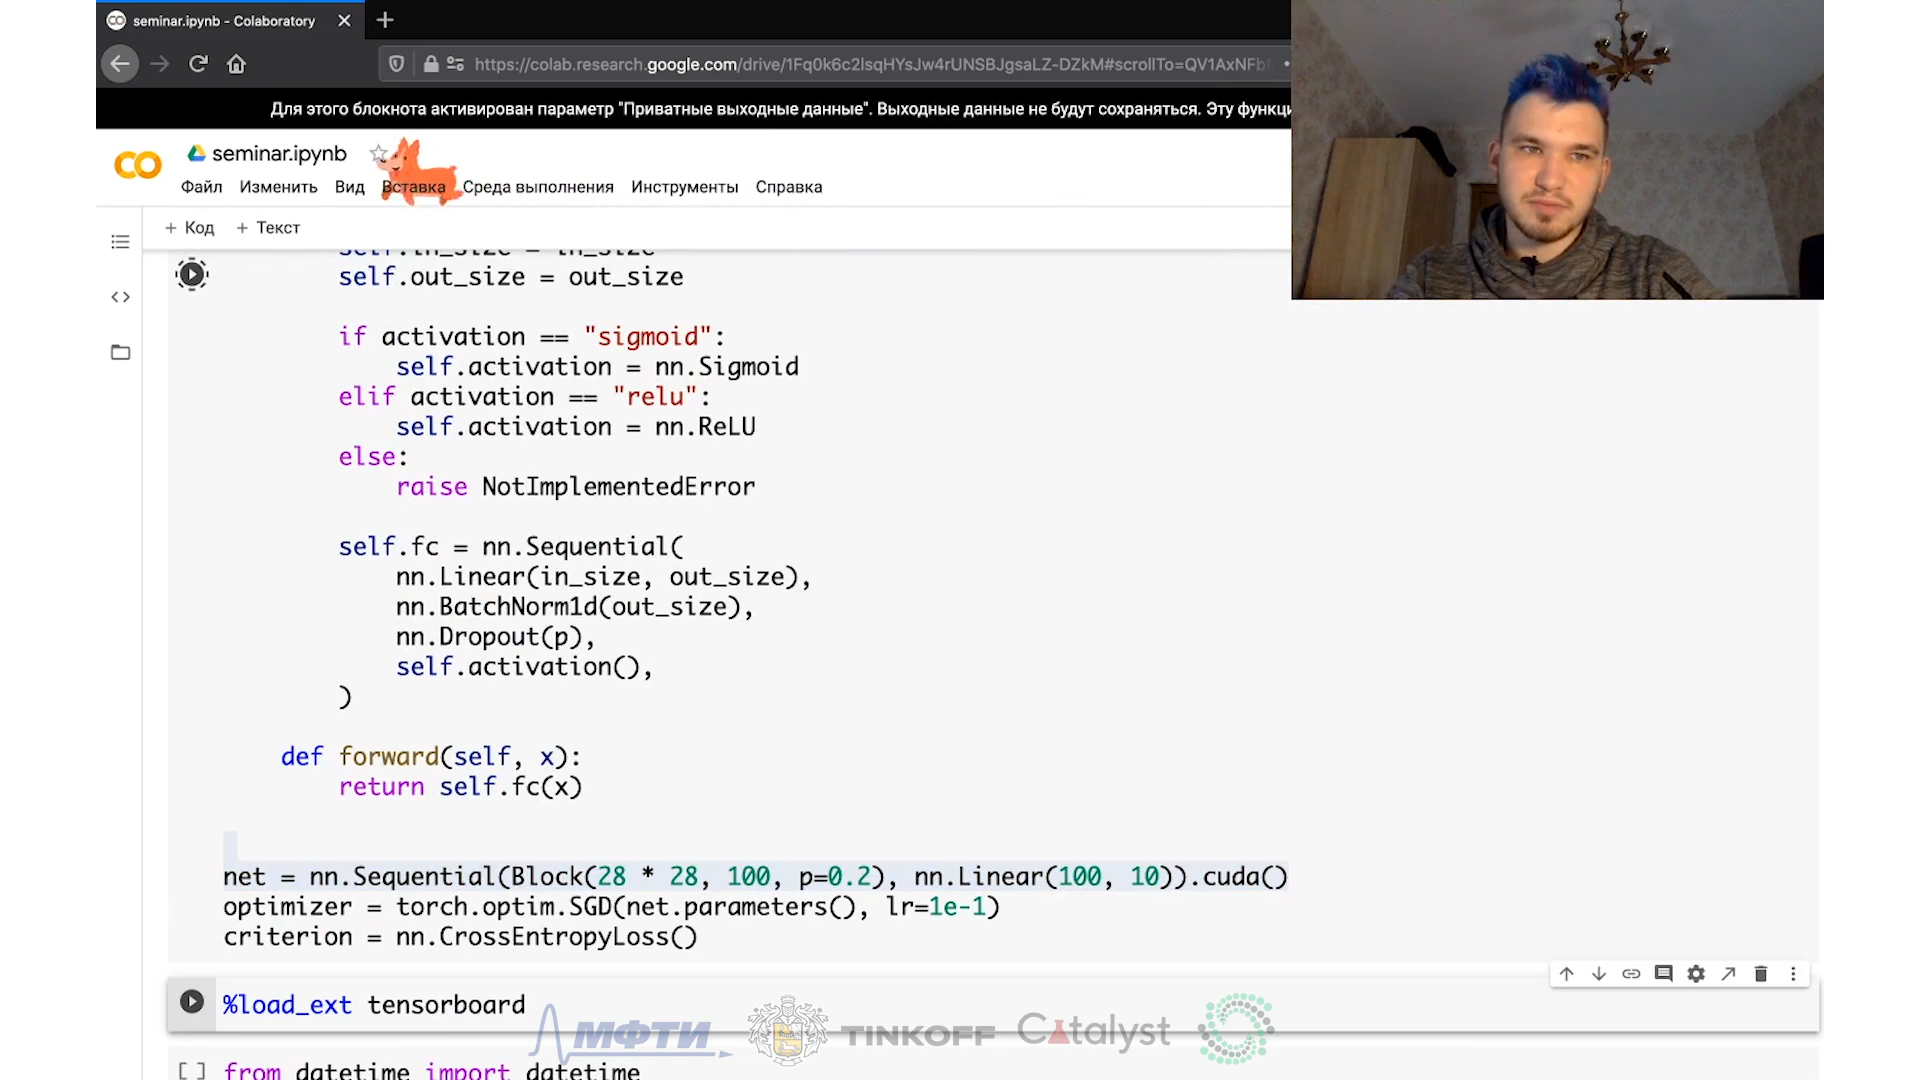 seminar.ipynb - Colaboratory
https://colab.research.google.com/drive/1Fq0k6c2lsqHYsJw4rUNSBJgsaLZ-DZkM#scrollTo=QV1AxNFbf
Для этого блокнота активирован параметр "Приватные выходные данные". Выходные данные не будут сохраняться. Эту функци
CO seminar.ipynb
Файл Изменить Вид Вставка Среда выполнения Инструменты Справка
+ Код + Текст
self.in_size = in_size
self.out_size = out_size
if activation == "sigmoid":
self.activation = nn.Sigmoid
elif activation == "relu":
self.activation = nn.ReLU
else:
raise NotImplementedError
self.fc = nn.Sequential(
nn.Linear(in_size, out_size),
nn.BatchNorm1d(out_size),
nn.Dropout(p),
self.activation(),
)
def forward(self, x):
return self.fc(x)
net = nn.Sequential(Block(28 * 28, 100, p=0.2), nn.Linear(100, 10)).cuda()
optimizer = torch.optim.SGD(net.parameters(), lr=1e-1)
criterion = nn.CrossEntropyLoss()
%load_ext tensorboard
МФТИ TINKOFF Catalyst
[ ] from datetime import datetime